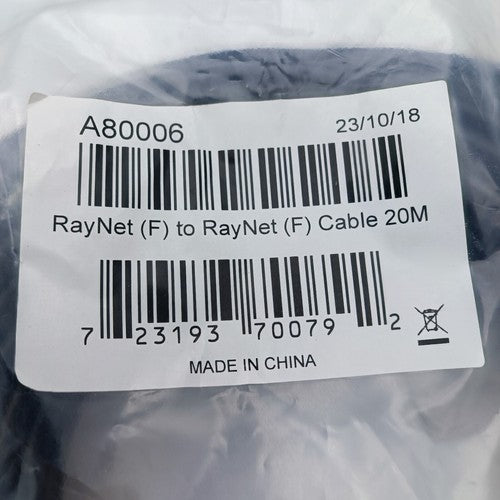 A80006 23/10/18
RayNet (F) to RayNet (F) Cable 20M
7 23193 70079 2
MADE IN CHINA